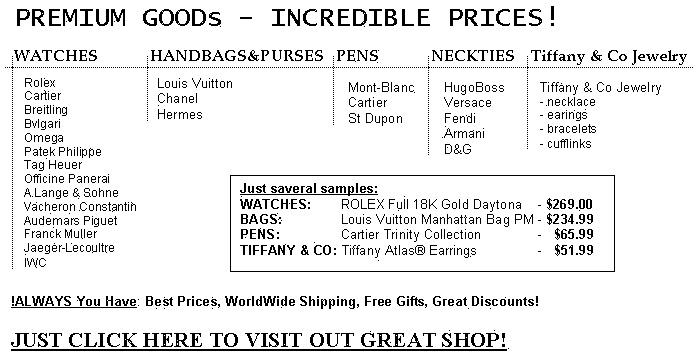 PREMIUM GOODs - INCREDIBLE PRICES!
WATCHES
Rolex
Cartier
Breitling
Bvlgari
Omega
Patek Philippe
Tag Heuer
Officine Panerai
A.Lange & Sohne
Vacheron Constantih
Audemars Piguet
Franck Muller
Jaeger-Lecoultre
IWC
HANDBAGS&PURSES
Louis Vuitton
Chanel
Hermes
PENS
Mont-Blanc
Cartier
St Dupon
NECKTIES
HugoBoss
Versace
Fendi
Armani
D&G
Tiffany & Co Jewelry
Tiffany & Co Jewelry
- necklace
- earings
- bracelets
- cufflinks
Just saveral samples:
WATCHES: ROLEX Full 18K Gold Daytona - $269.00
BAGS: Louis Vuitton Manhattan Bag PM - $234.99
PENS: Cartier Trinity Collection - $65.99
TIFFANY & CO: Tiffany Atlas® Earrings - $51.99
!ALWAYS You Have: Best Prices, WorldWide Shipping, Free Gifts, Great Discounts!
JUST CLICK HERE TO VISIT OUT GREAT SHOP!